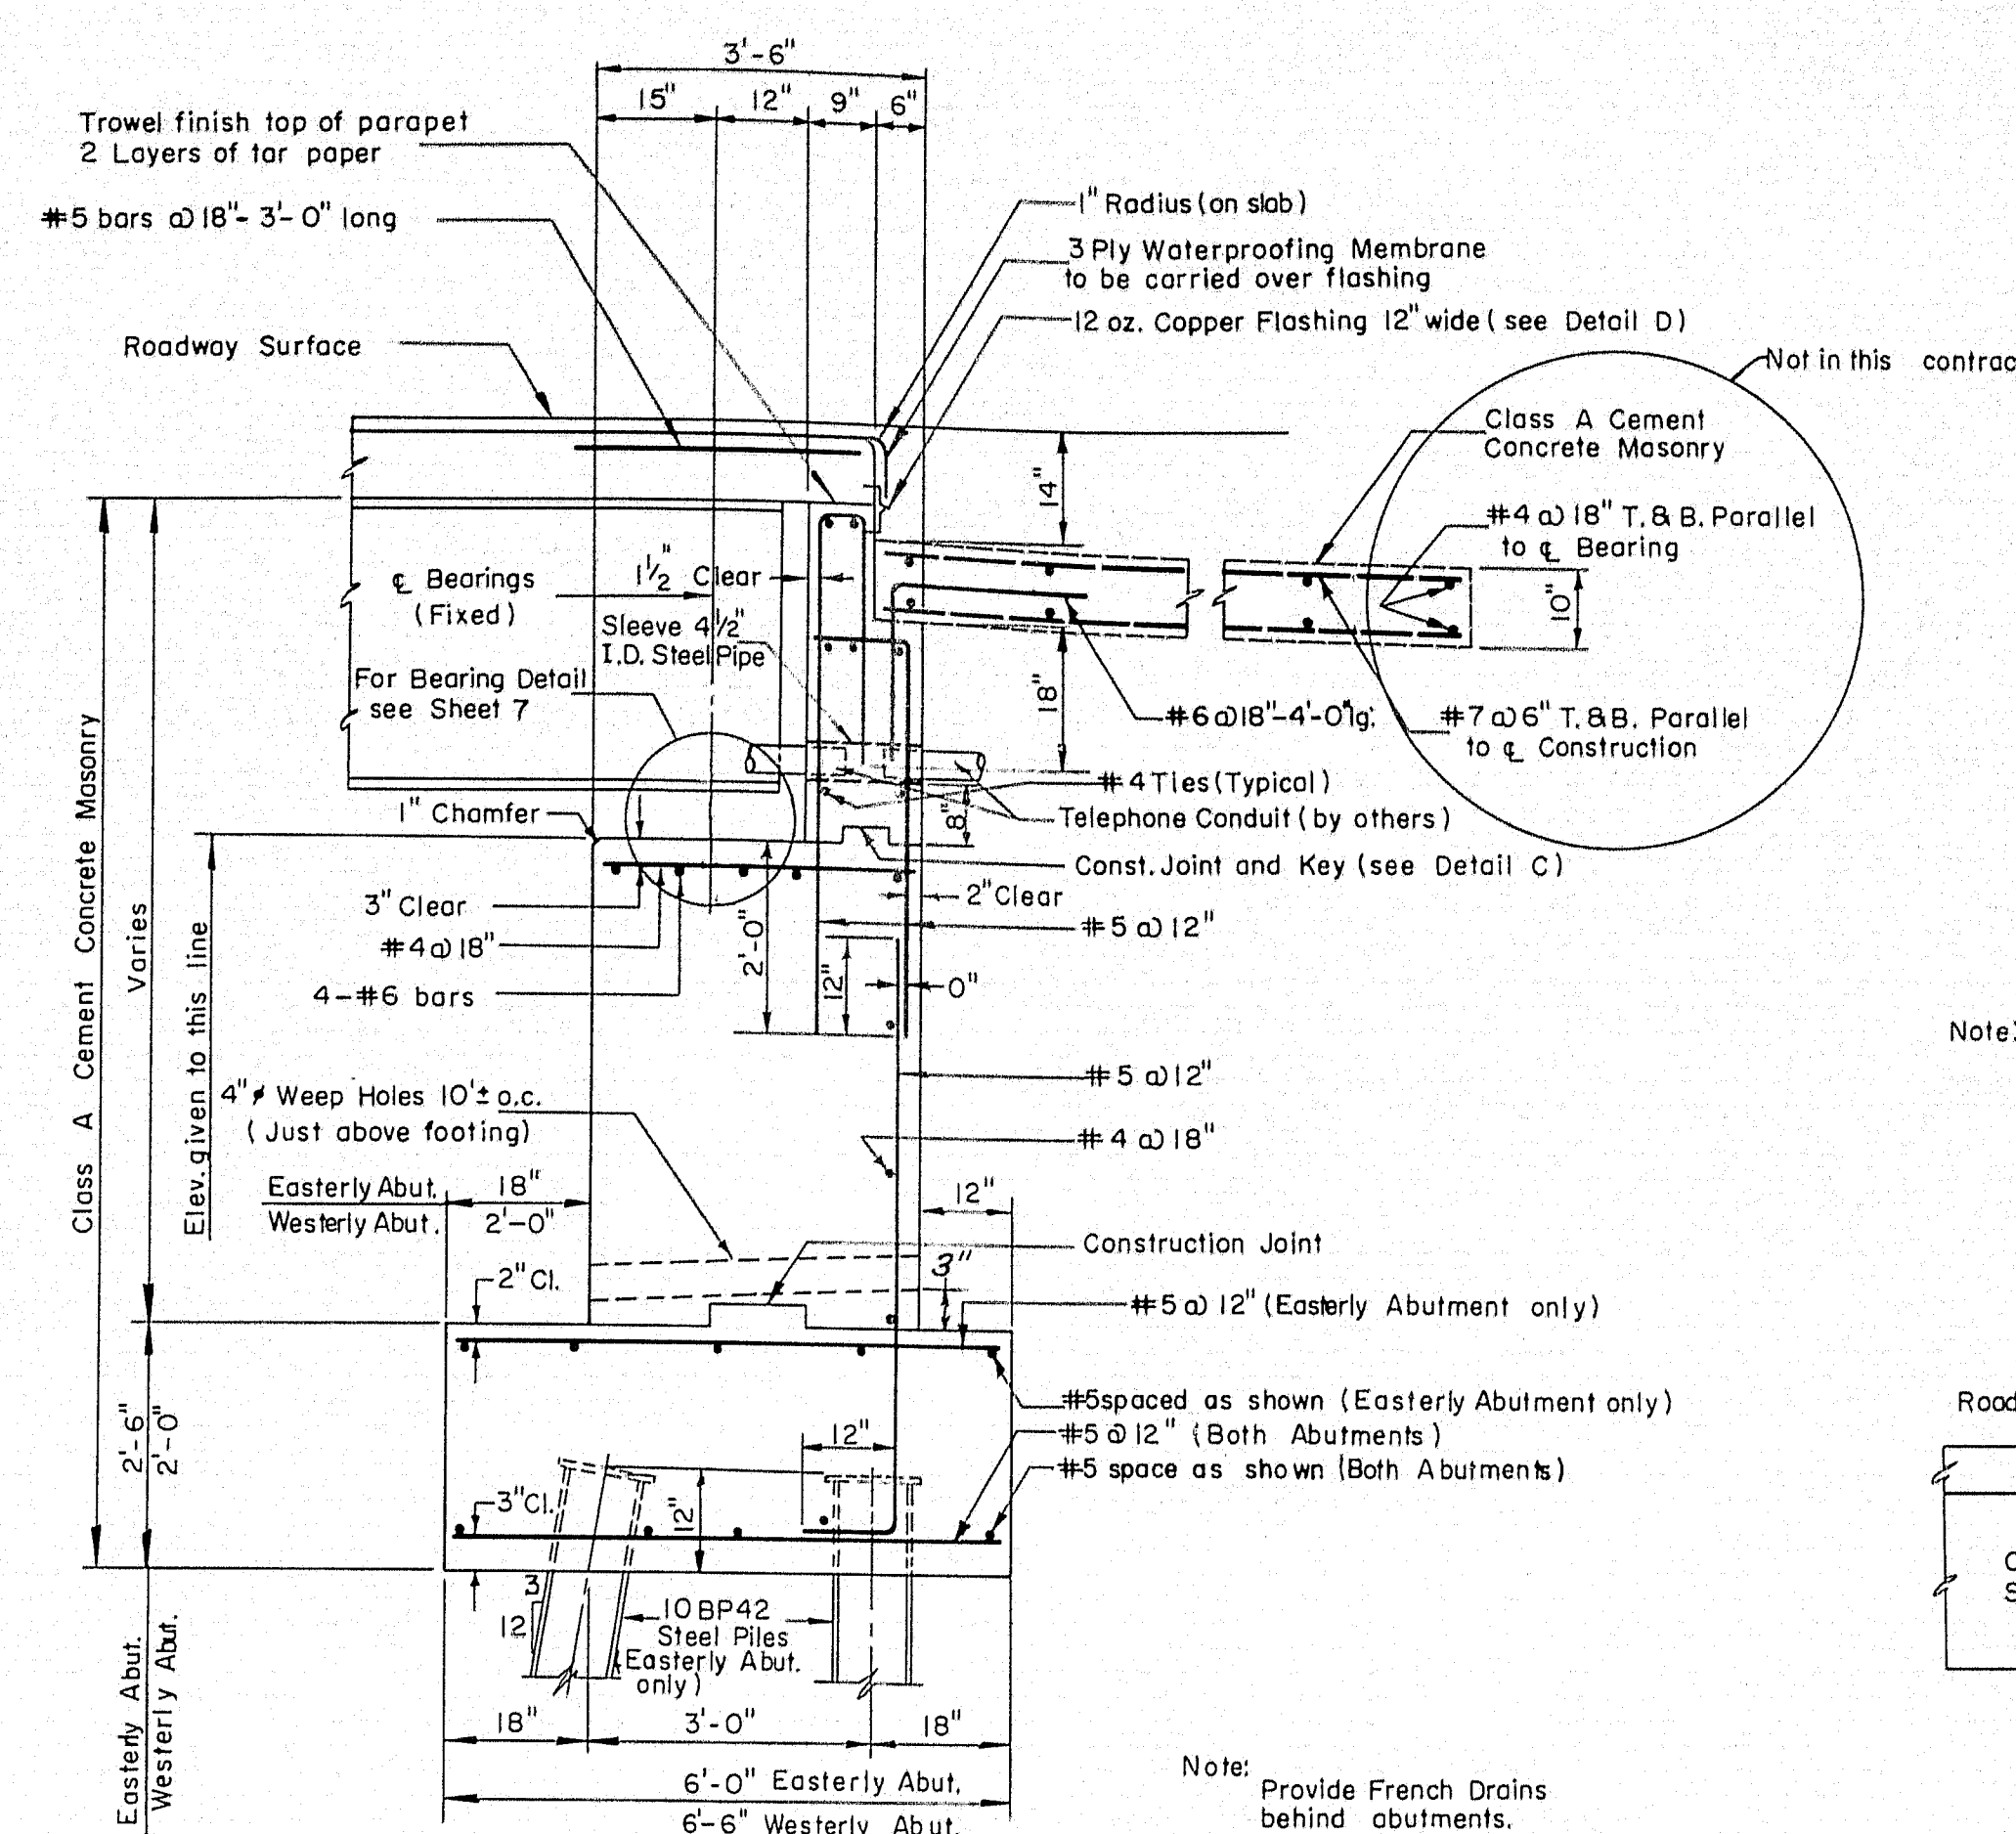 3'-6"
15" 12" 9" 6"
Trowel finish top of parapet
2 Layers of tar paper
#5 bars @ 18"- 3'- 0" long
Roadway Surface
1" Radius (on slab)
3 Ply Waterproofing Membrane
to be carried over flashing
12 oz. Copper Flashing 12" wide (see Detail D)
Not in this contrac
Class A Cement
Concrete Masonry
#4 @ 18" T. & B. Parallel
to ℄ Bearing
14"
10"
℄ Bearings
(Fixed)
1½" Clear
Sleeve 4½"
I.D. Steel Pipe
For Bearing Detail
see Sheet 7
18"
#6 @ 18"-4'-0" lg.
#7 @ 6" T. & B. Parallel
to ℄ Construction
#4 Ties (Typical)
1" Chamfer
8"
Telephone Conduit (by others)
Const. Joint and Key (see Detail C)
3" Clear
2" Clear
#4 @ 18"
#5 @ 12"
2'-0"
12"
0"
4-#6 bars
Class A Cement Concrete Masonry
Varies
Elev. given to this line
Note:
#5 @ 12"
4" ø Weep Holes 10'± o.c.
(Just above footing)
#4 @ 18"
Easterly Abut. 18"
Westerly Abut. 2'-0"
12"
Construction Joint
3"
2" Cl.
#5 @ 12" (Easterly Abutment only)
#5 spaced as shown (Easterly Abutment only)
#5 @ 12" (Both Abutments)
#5 space as shown (Both Abutments)
Road
2'-6"
2'-0"
12"
3" Cl.
12"
3
12
10 BP42
Steel Piles
(Easterly Abut.
only)
C
S
Easterly Abut.
Westerly Abut.
18" 3'-0" 18"
6'-0" Easterly Abut.
6'-6" Westerly Abut.
Note:
Provide French Drains
behind abutments.